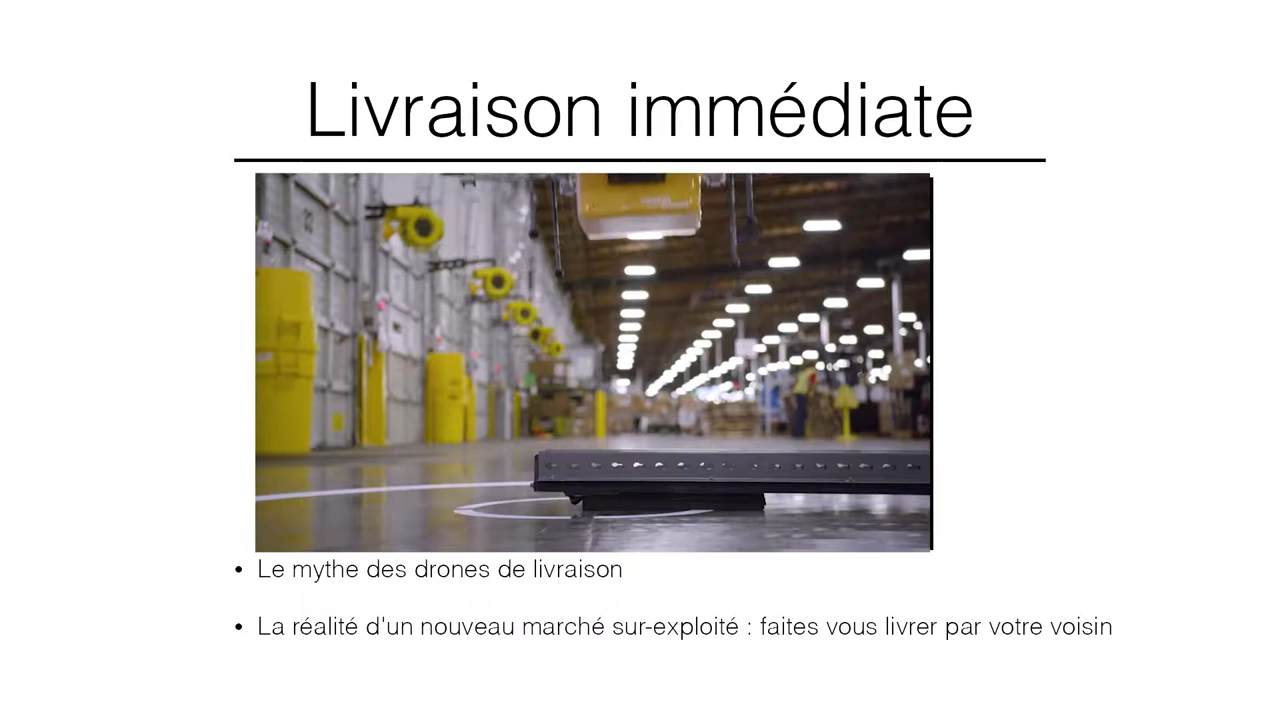 Livraison immédiate
• Le mythe des drones de livraison
• La réalité d'un nouveau marché sur-exploité : faites vous livrer par votre voisin